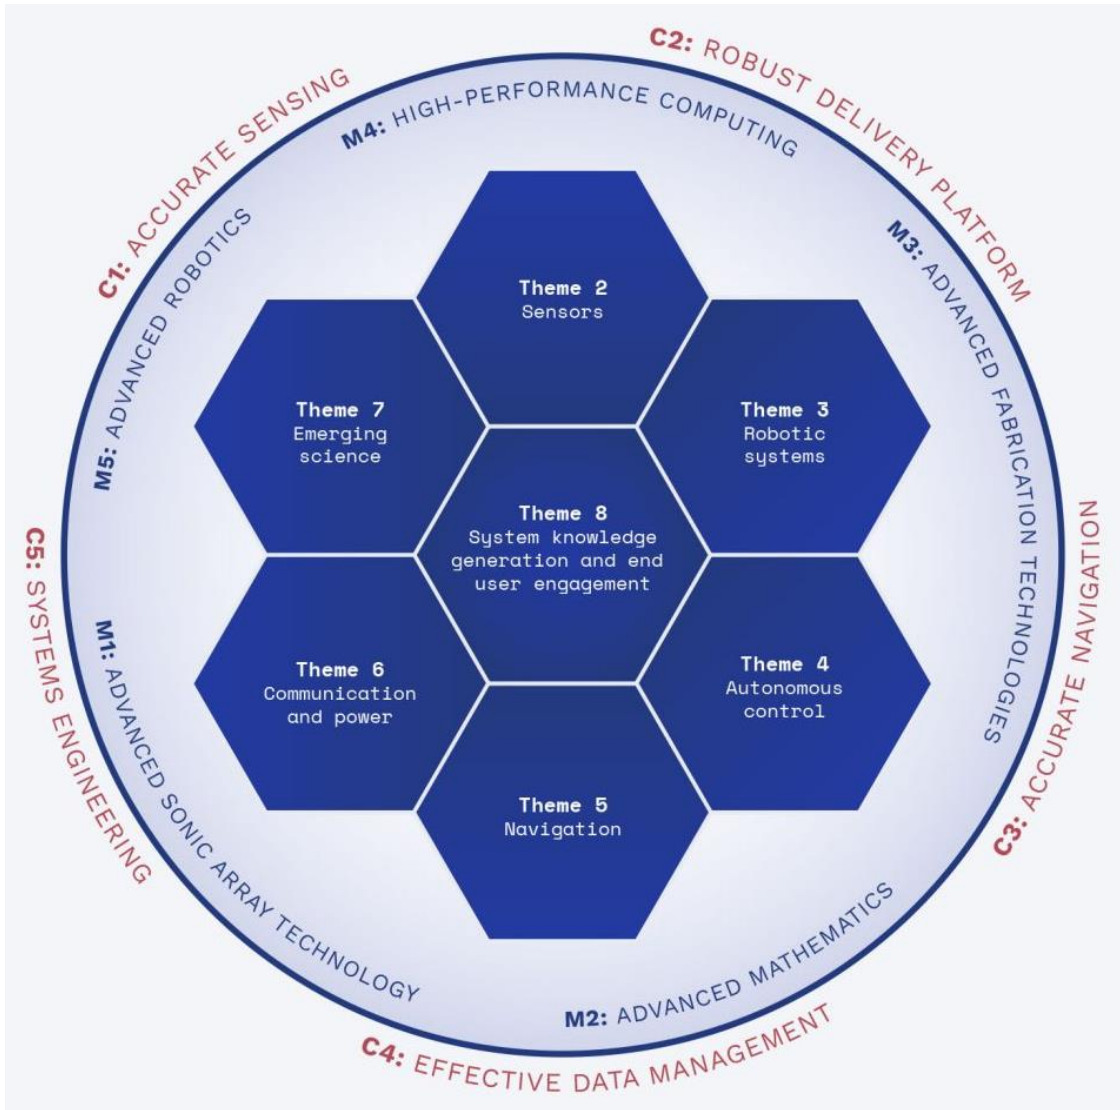 C1: ACCURATE SENSING
C2: ROBUST DELIVERY PLATFORM
C3: ACCURATE NAVIGATION
C4: EFFECTIVE DATA MANAGEMENT
C5: SYSTEMS ENGINEERING
M4: HIGH-PERFORMANCE COMPUTING
M3: ADVANCED FABRICATION TECHNOLOGIES
M2: ADVANCED MATHEMATICS
M1: ADVANCED SONIC ARRAY TECHNOLOGY
M5: ADVANCED ROBOTICS
Theme 2
Sensors
Theme 3
Robotic
systems
Theme 4
Autonomous
control
Theme 5
Navigation
Theme 6
Communication
and power
Theme 7
Emerging
science
Theme 8
System knowledge
generation and end
user engagement